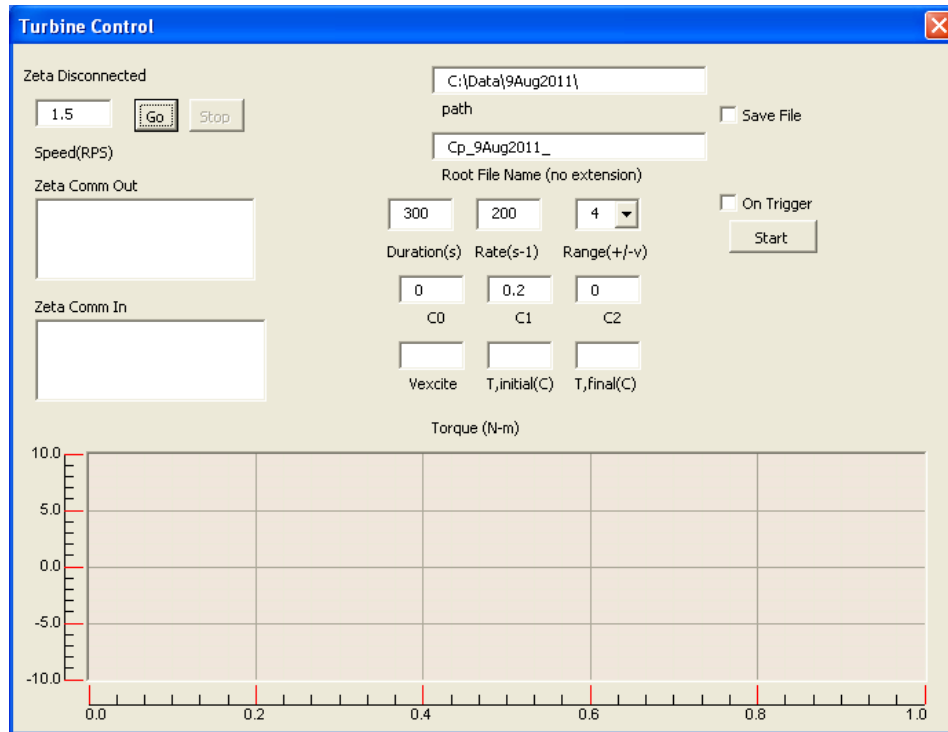 Turbine Control
Zeta Disconnected
1.5
Go
Stop
Speed(RPS)
Zeta Comm Out
Zeta Comm In
C:\Data\9Aug2011\
path
Save File
Cp_9Aug2011_
Root File Name (no extension)
On Trigger
Start
300 200 4
Duration(s) Rate(s-1) Range(+/-v)
0 0.2 0
C0 C1 C2
Vexcite T,initial(C) T,final(C)
Torque (N-m)
10.0
5.0
0.0
-5.0
-10.0
0.0 0.2 0.4 0.6 0.8 1.0